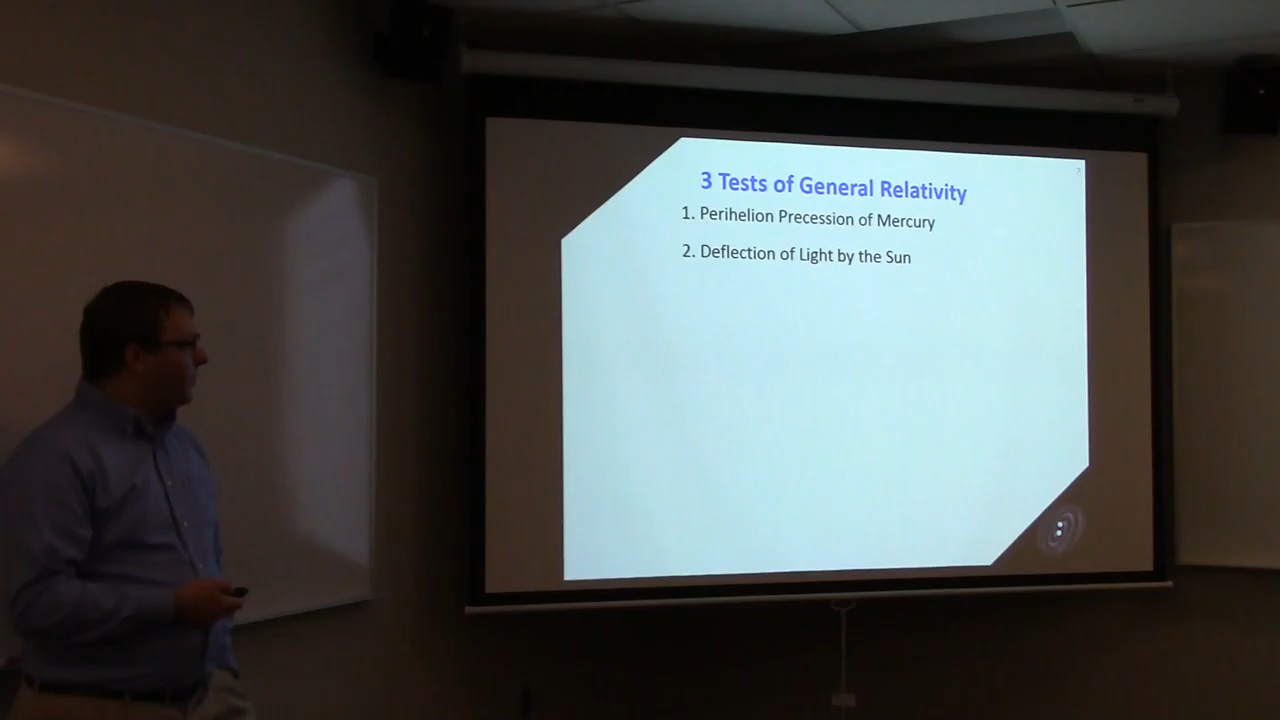 3 Tests of General Relativity
1. Perihelion Precession of Mercury
2. Deflection of Light by the Sun